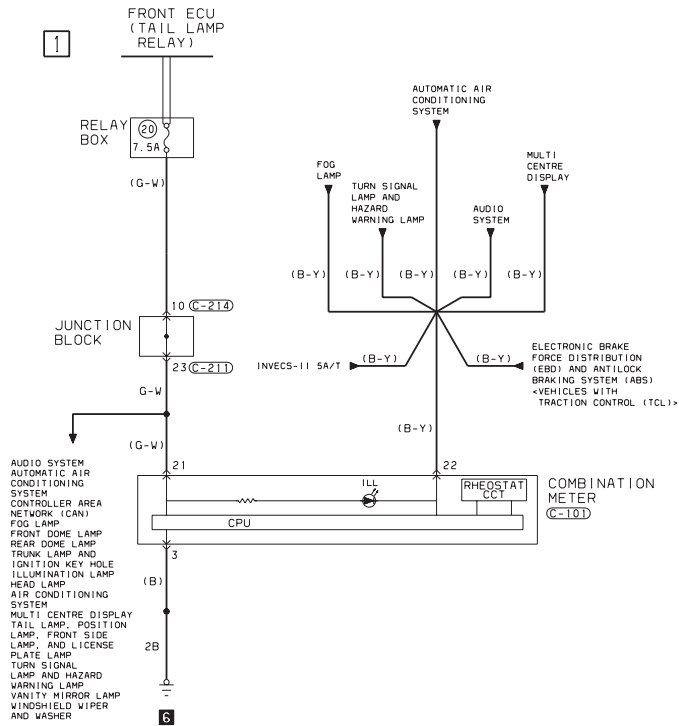 FRONT ECU
(TAIL LAMP
RELAY)
1
RELAY
BOX
20
7.5A
(G-W)
AUTOMATIC AIR
CONDITIONING
SYSTEM
FOG
LAMP
TURN SIGNAL
LAMP AND
HAZARD
WARNING LAMP
AUDIO
SYSTEM
MULTI
CENTRE
DISPLAY
(B-Y) (B-Y) (B-Y) (B-Y) (B-Y)
10 C-214
JUNCTION
BLOCK
23 C-211
G-W
INVECS-II 5A/T (B-Y)
(B-Y)
ELECTRONIC BRAKE
FORCE DISTRIBUTION
(EBD) AND ANTILOCK
BRAKING SYSTEM (ABS)
<VEHICLES WITH
TRACTION CONTROL (TCL)>
(B-Y)
(G-W)
21
22
AUDIO SYSTEM
AUTOMATIC AIR
CONDITIONING
SYSTEM
CONTROLLER AREA
NETWORK (CAN)
FOG LAMP
FRONT DOME LAMP
REAR DOME LAMP
TRUNK LAMP AND
IGNITION KEY HOLE
ILLUMINATION LAMP
HEAD LAMP
AIR CONDITIONING
SYSTEM
MULTI CENTRE DISPLAY
TAIL LAMP, POSITION
LAMP, FRONT SIDE
LAMP, AND LICENSE
PLATE LAMP
TURN SIGNAL
LAMP AND HAZARD
WARNING LAMP
VANITY MIRROR LAMP
WINDSHIELD WIPER
AND WASHER
ILL
RHEOSTAT
CCT
CPU
COMBINATION
METER
C-101
3
(B)
2B
6